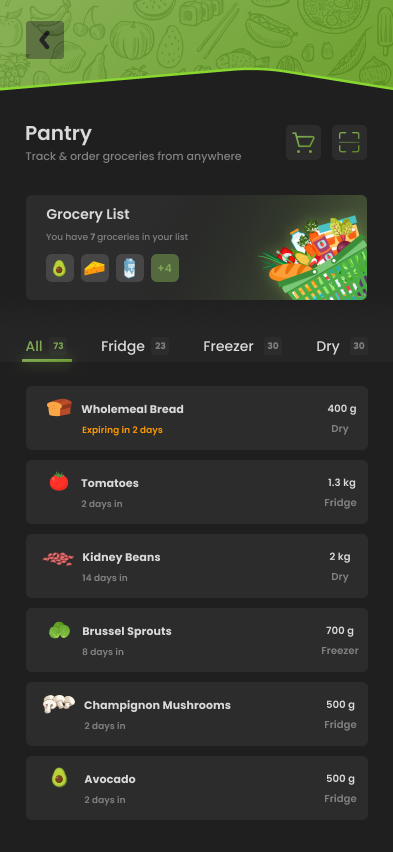 Pantry
Track & order groceries from anywhere
Grocery List
You have 7 groceries in your list
+4
All 73 Fridge 23 Freezer 30 Dry 30
Wholemeal Bread 400 g
Expiring in 2 days Dry
Tomatoes 1.3 kg
2 days in Fridge
Kidney Beans 2 kg
14 days in Dry
Brussel Sprouts 700 g
8 days in Freezer
Champignon Mushrooms 500 g
2 days in Fridge
Avocado 500 g
2 days in Fridge